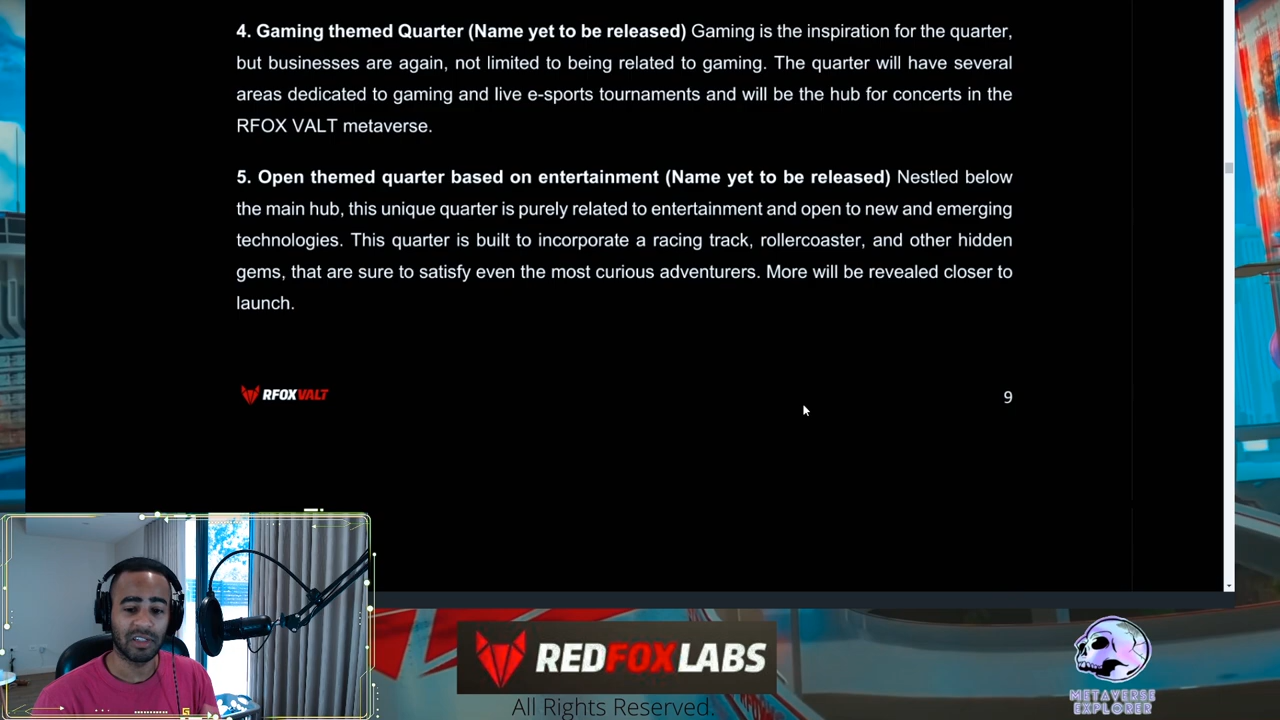 4. Gaming themed Quarter (Name yet to be released) Gaming is the inspiration for the quarter,
but businesses are again, not limited to being related to gaming. The quarter will have several
areas dedicated to gaming and live e-sports tournaments and will be the hub for concerts in the
RFOX VALT metaverse.
5. Open themed quarter based on entertainment (Name yet to be released) Nestled below
the main hub, this unique quarter is purely related to entertainment and open to new and emerging
technologies. This quarter is built to incorporate a racing track, rollercoaster, and other hidden
gems, that are sure to satisfy even the most curious adventurers. More will be revealed closer to
launch.
RFOXVALT
9
REDFOXLABS
All Rights Reserved.
METAVERSE
EXPLORER